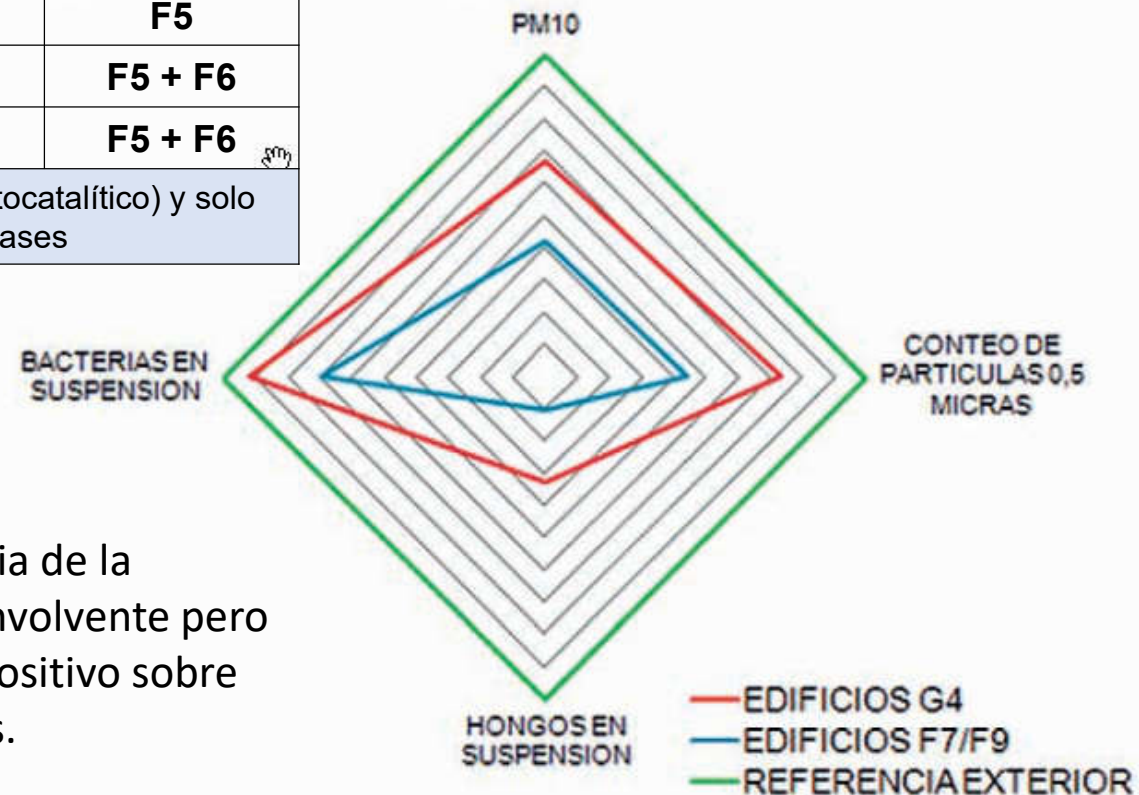 F5
F5 + F6
F5 + F6
tocatalítico) y solo
ases
PM10
BACTERIAS EN
SUSPENSION
CONTEO DE
PARTICULAS 0,5
MICRAS
ia de la
nvolvente pero
ositivo sobre
s.
HONGOS EN
SUSPENSION
EDIFICIOS G4
EDIFICIOS F7/F9
REFERENCIA EXTERIOR